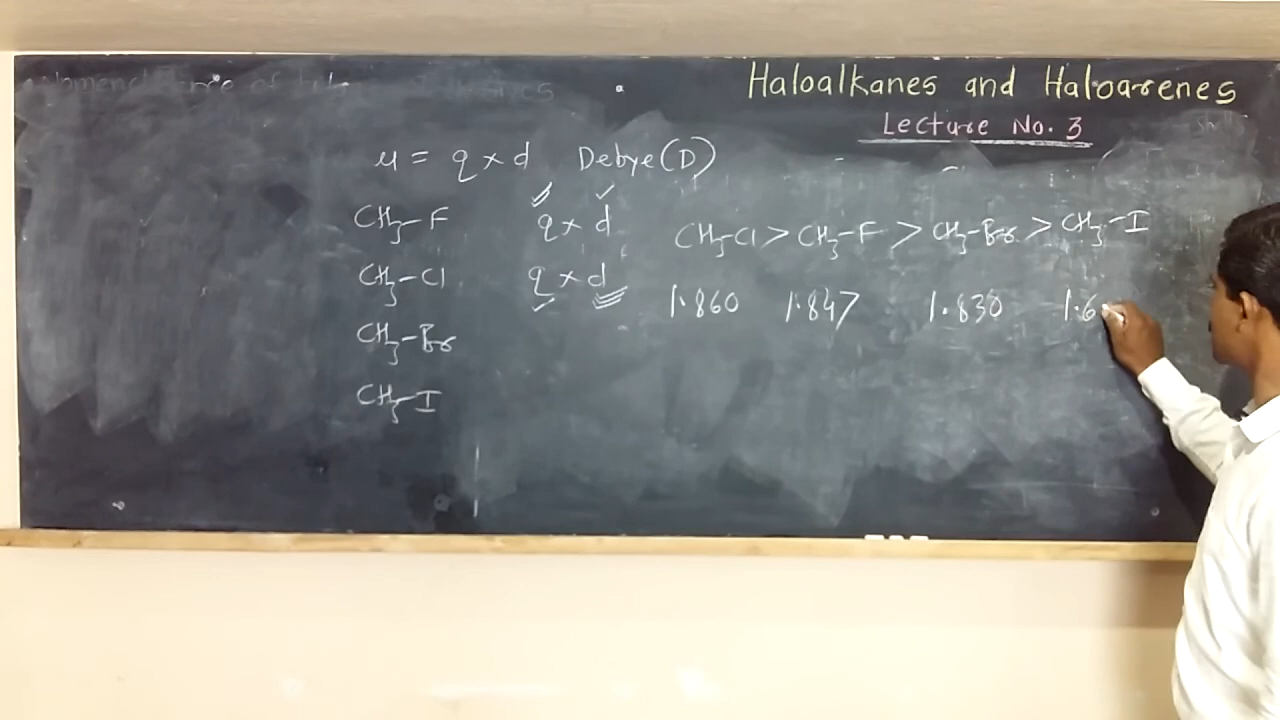 Haloalkanes and Haloarenes
Lecture No. 3
μ = q × d Debye (D)
CH3-F q × d
CH3-Cl q × d
CH3-Br
CH3-I
CH3-Cl > CH3-F > CH3-Br > CH3-I
1.860 1.847 1.830 1.6